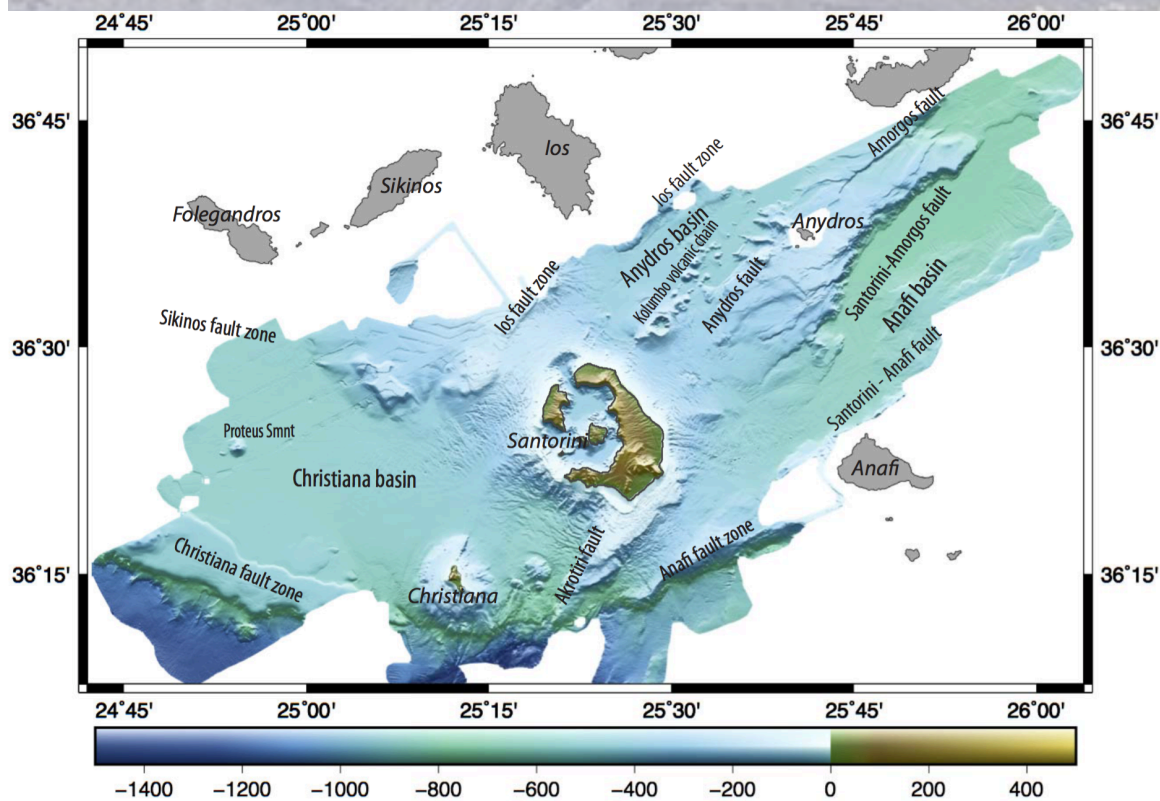 24°45' 25°00' 25°15' 25°30' 25°45' 26°00'
36°45' 36°45'
Amorgos fault
Ios
Ios fault zone
Sikinos
Folegandros
Anydros
Anydros basin
Kolumbo volcanic chain
Santorini-Amorgos fault
Anydros fault
Anafi basin
Ios fault zone
Sikinos fault zone
36°30' 36°30'
Santorini - Anafi fault
Proteus Smnt
Santorini
Anafi
Christiana basin
Anafi fault zone
Akrotiri fault
Christiana fault zone
36°15' 36°15'
Christiana
24°45' 25°00' 25°15' 25°30' 25°45' 26°00'
−1400 −1200 −1000 −800 −600 −400 −200 0 200 400